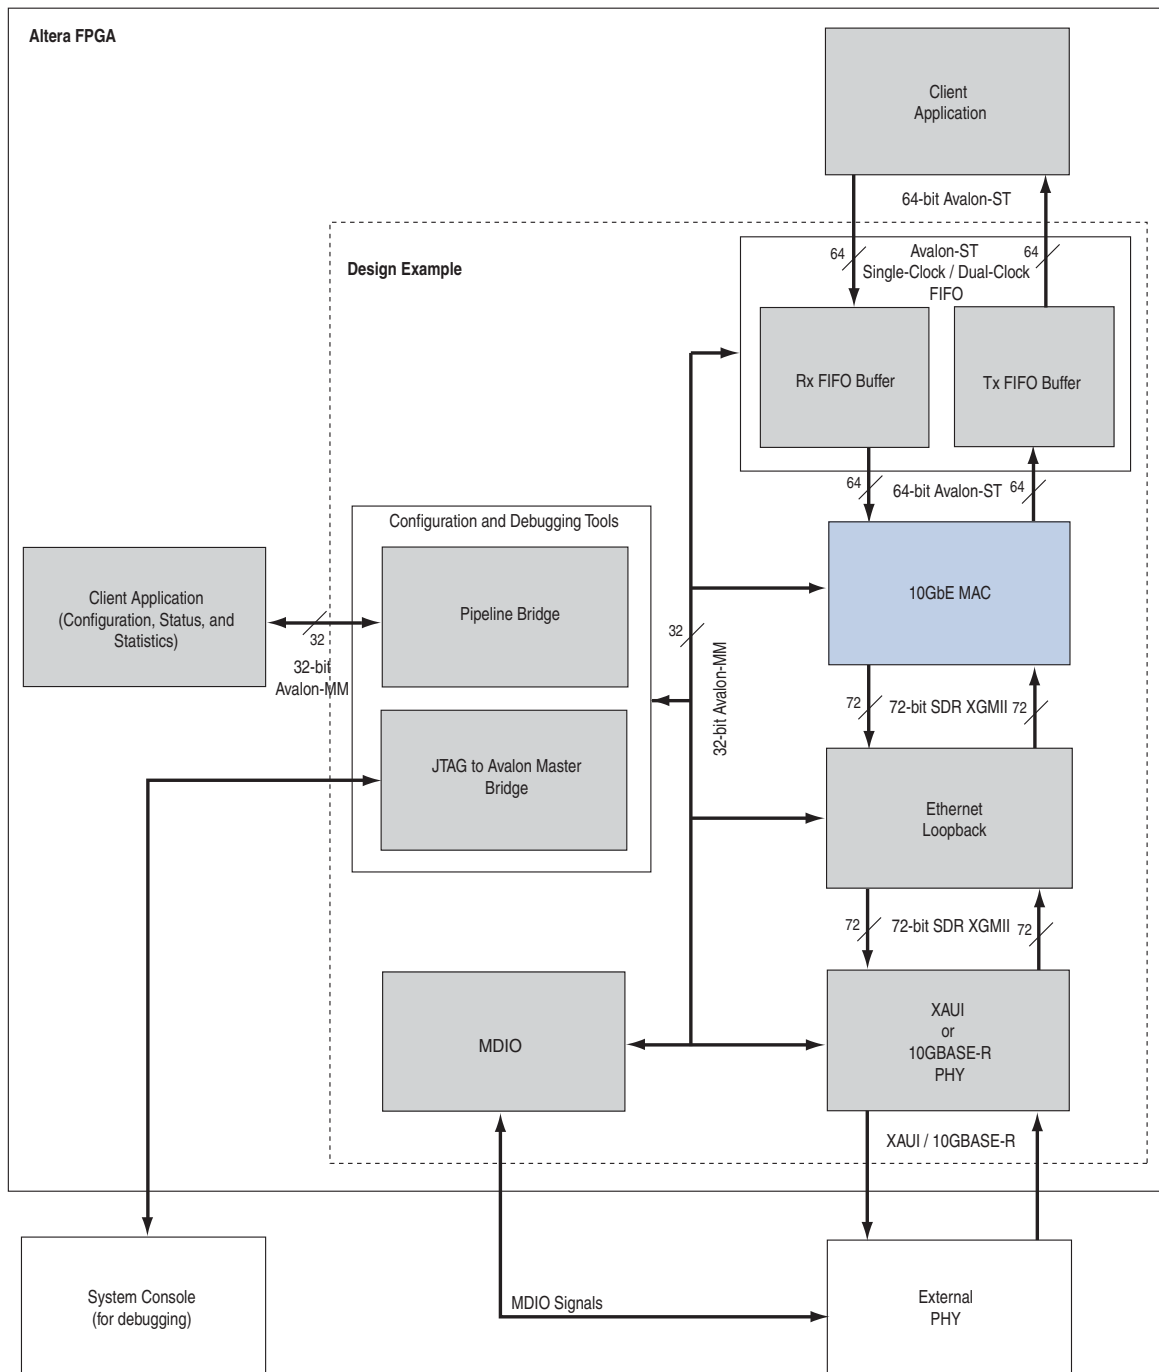 Altera FPGA
Client
Application
64-bit Avalon-ST
Design Example
64
Avalon-ST
64
Single-Clock / Dual-Clock
FIFO
Rx FIFO Buffer
Tx FIFO Buffer
64
64-bit Avalon-ST
64
Configuration and Debugging Tools
Client Application
(Configuration, Status, and
Statistics)
32
32-bit
Avalon-MM
Pipeline Bridge
32
32-bit Avalon-MM
10GbE MAC
72
72-bit SDR XGMII
72
JTAG to Avalon Master
Bridge
Ethernet
Loopback
72
72-bit SDR XGMII
72
MDIO
XAUI
or
10GBASE-R
PHY
XAUI / 10GBASE-R
System Console
(for debugging)
MDIO Signals
External
PHY